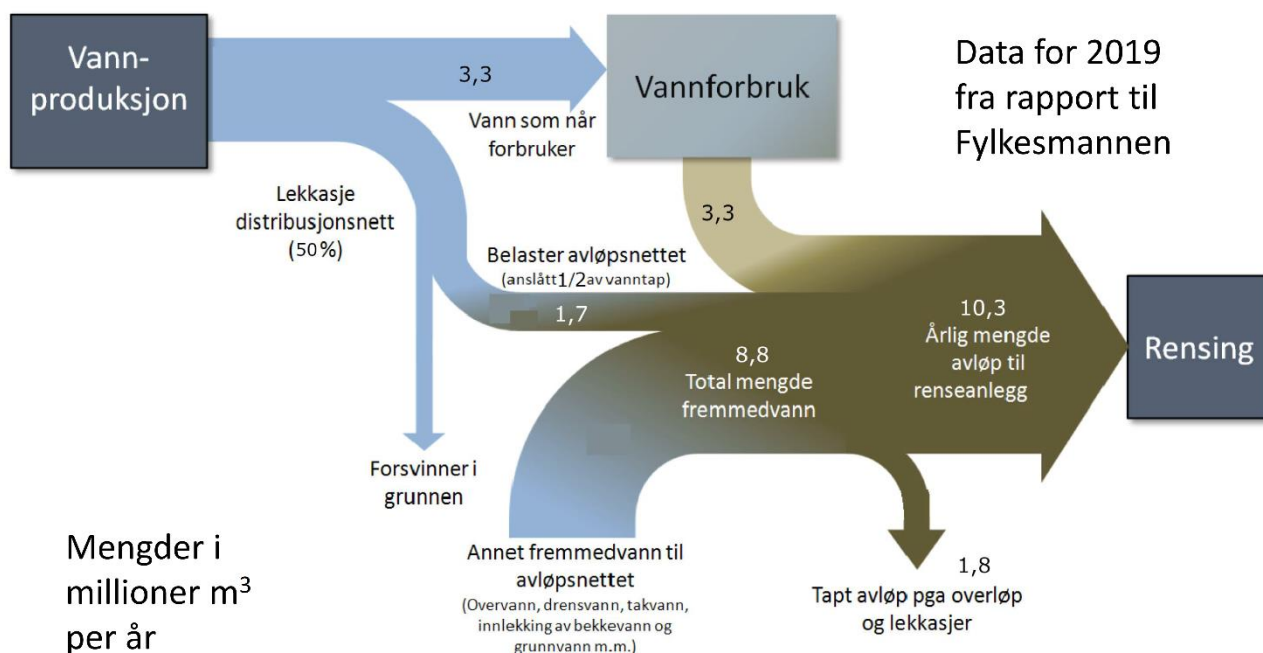 Vann-
produksjon
3,3
Vann som når
forbruker
Vannforbruk
Data for 2019
fra rapport til
Fylkesmannen
Lekkasje
distribusjonsnett
(50%)
3,3
Belaster avløpsnettet
(anslått 1/2 av vanntap)
1,7
8,8
Total mengde
fremmedvann
10,3
Årlig mengde
avløp til
renseanlegg
Rensing
Forsvinner i
grunnen
Annet fremmedvann til
avløpsnettet
(Overvann, drensvann, takvann,
innlekking av bekkevann og
grunnvann m.m.)
1,8
Tapt avløp pga overløp
og lekkasjer
Mengder i
millioner m³
per år